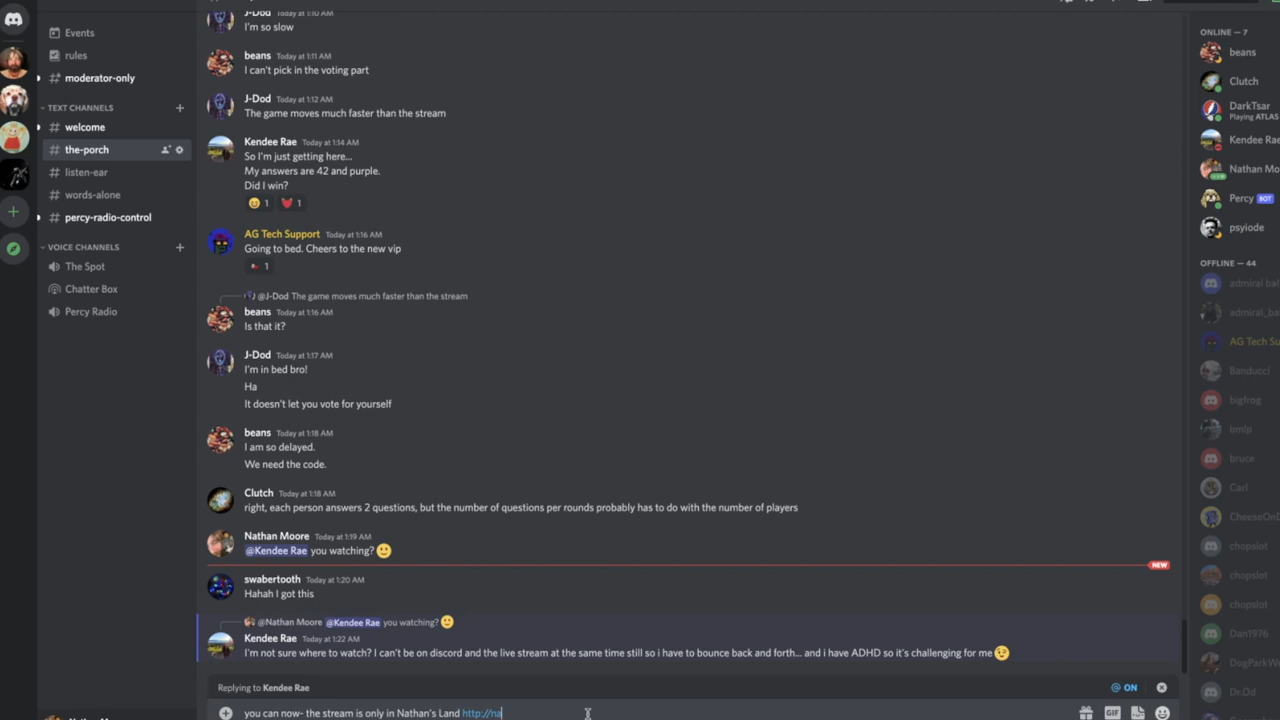 Events
rules
moderator-only
TEXT CHANNELS
welcome
the-porch
listen-ear
words-alone
percy-radio-control
VOICE CHANNELS
The Spot
Chatter Box
Percy Radio
J-Dod Today at 1:10 AM
I'm so slow
beans Today at 1:11 AM
I can't pick in the voting part
J-Dod Today at 1:12 AM
The game moves much faster than the stream
Kendee Rae Today at 1:14 AM
So I'm just getting here...
My answers are 42 and purple.
Did I win?
1 1
AG Tech Support Today at 1:16 AM
Going to bed. Cheers to the new vip
1
@J-Dod The game moves much faster than the stream
beans Today at 1:16 AM
Is that it?
J-Dod Today at 1:17 AM
I'm in bed bro!
Ha
It doesn't let you vote for yourself
beans Today at 1:18 AM
I am so delayed.
We need the code.
Clutch Today at 1:18 AM
right, each person answers 2 questions, but the number of questions per rounds probably has to do with the number of players
Nathan Moore Today at 1:19 AM
@Kendee Rae you watching? 🙂
NEW
swabertooth Today at 1:20 AM
Hahah I got this
@Nathan Moore @Kendee Rae you watching? 🙂
Kendee Rae Today at 1:22 AM
I'm not sure where to watch? I can't be on discord and the live stream at the same time still so i have to bounce back and forth... and i have ADHD so it's challenging for me 😉
Replying to Kendee Rae
@ ON
you can now- the stream is only in Nathan's Land http://na
GIF
ONLINE — 7
beans
Clutch
DarkTsar
Playing ATLAS
Kendee Rae
Nathan Mo
Percy BOT
psyiode
OFFLINE — 44
admiral bal
admiral_ba
AG Tech Su
Banducci
bigfrog
bmlp
bruce
Carl
CheeseOnD
chopslot
chopslot
chopslot
Dan1976
DogParkW
Dr.Od